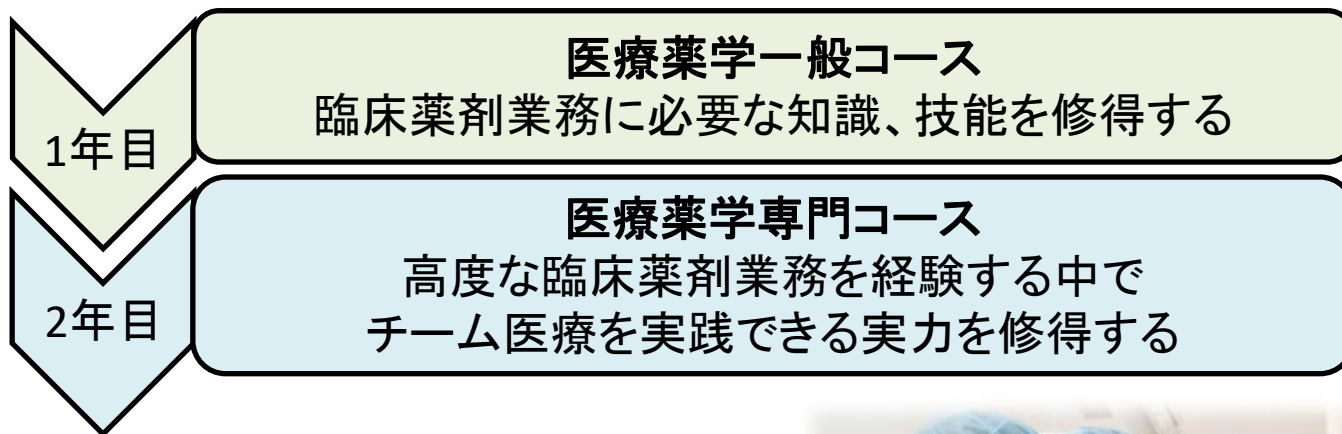 1年目
医療薬学一般コース
臨床薬剤業務に必要な知識、技能を修得する
2年目
医療薬学専門コース
高度な臨床薬剤業務を経験する中で
チーム医療を実践できる実力を修得する